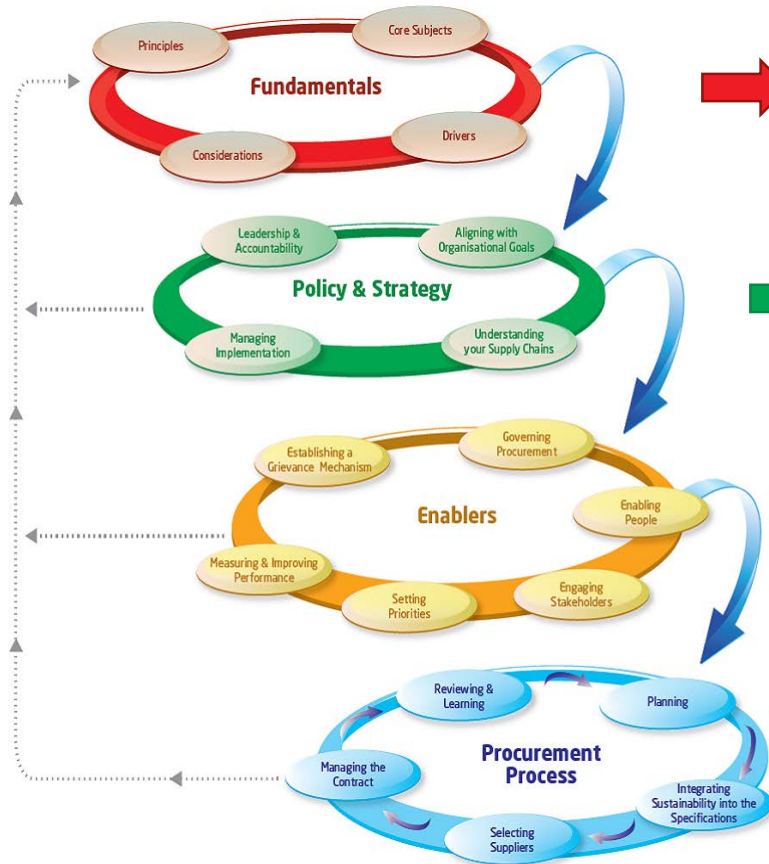 Principles
Core Subjects
Fundamentals
Considerations
Drivers
Leadership &
Accountability
Aligning with
Organisational Goals
Policy & Strategy
Managing
Implementation
Understanding
your Supply Chains
Establishing a
Grievance Mechanism
Governing
Procurement
Enablers
Enabling
People
Measuring & Improving
Performance
Setting
Priorities
Engaging
Stakeholders
Reviewing &
Learning
Planning
Procurement
Process
Managing the
Contract
Integrating
Sustainability into the
Specifications
Selecting
Suppliers